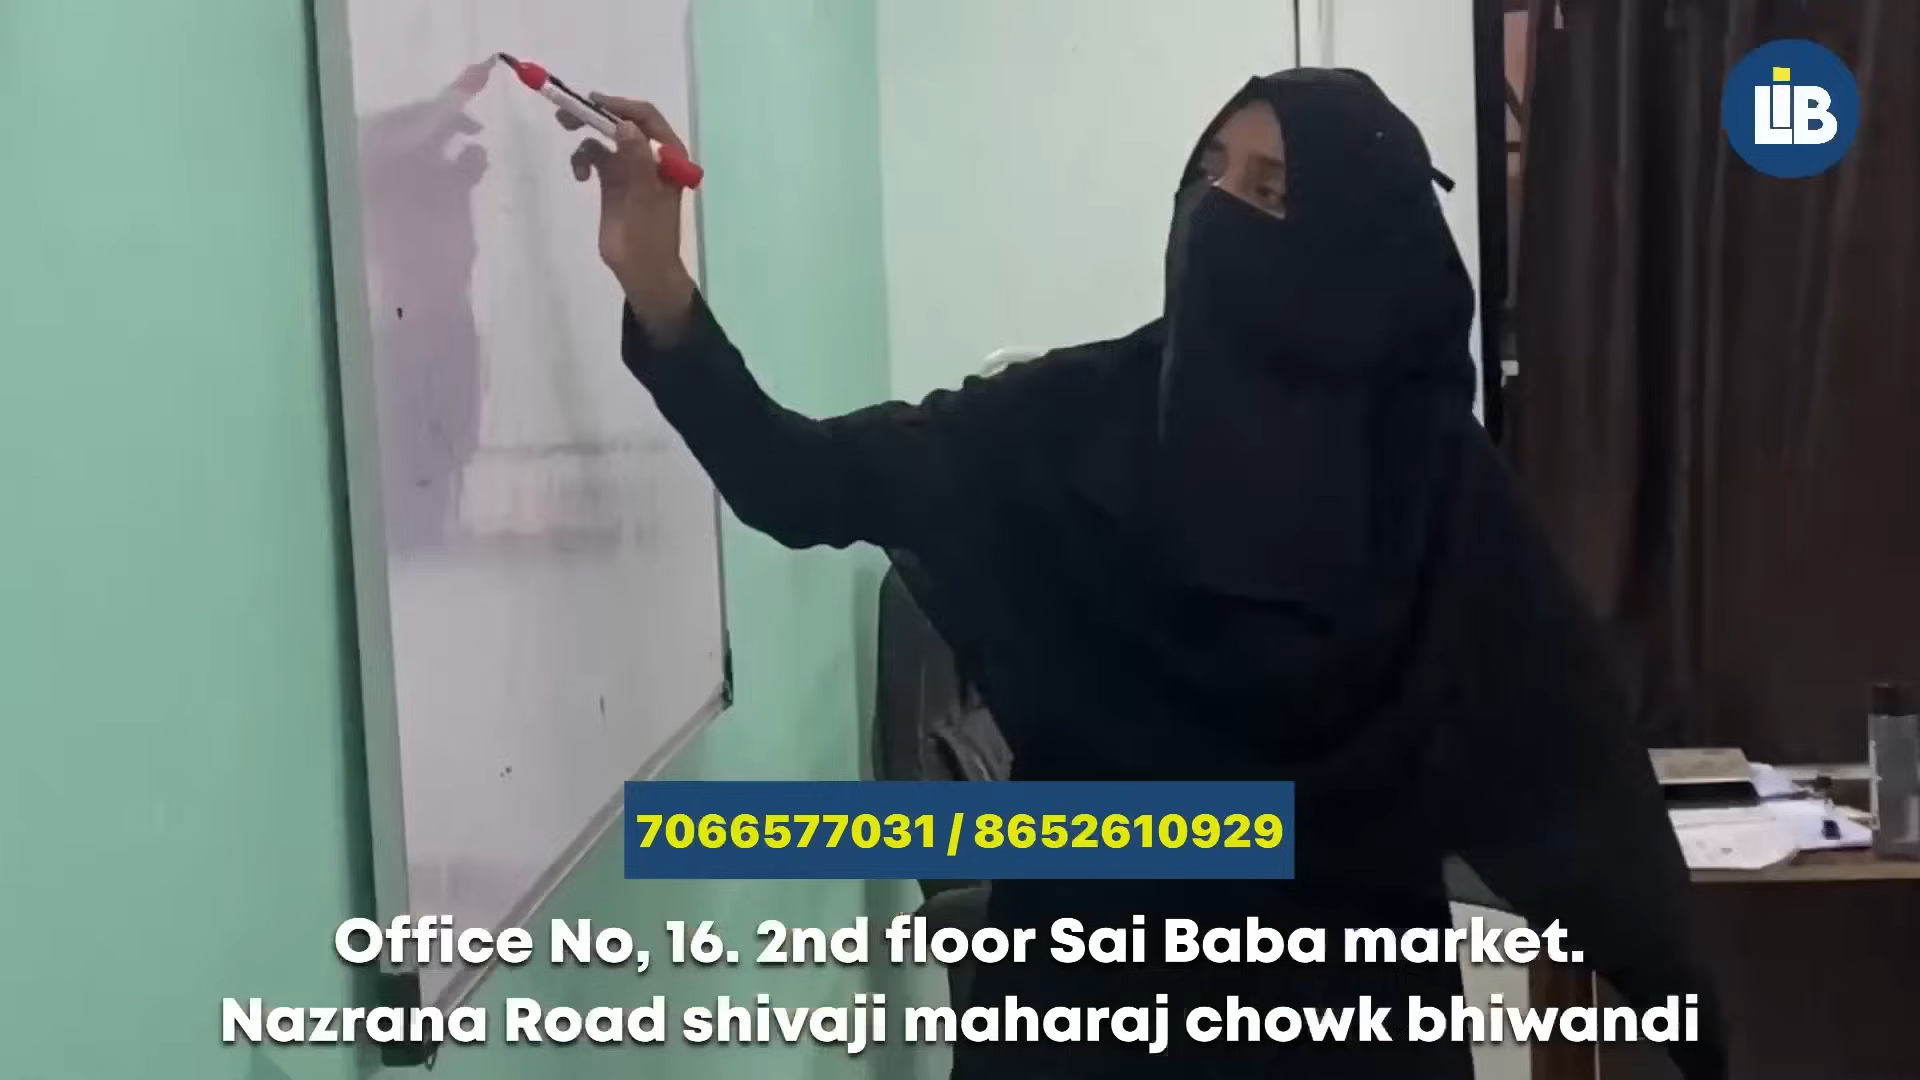 LIB
7066577031 / 8652610929
Office No, 16. 2nd floor Sai Baba market.
Nazrana Road shivaji maharaj chowk bhiwandi